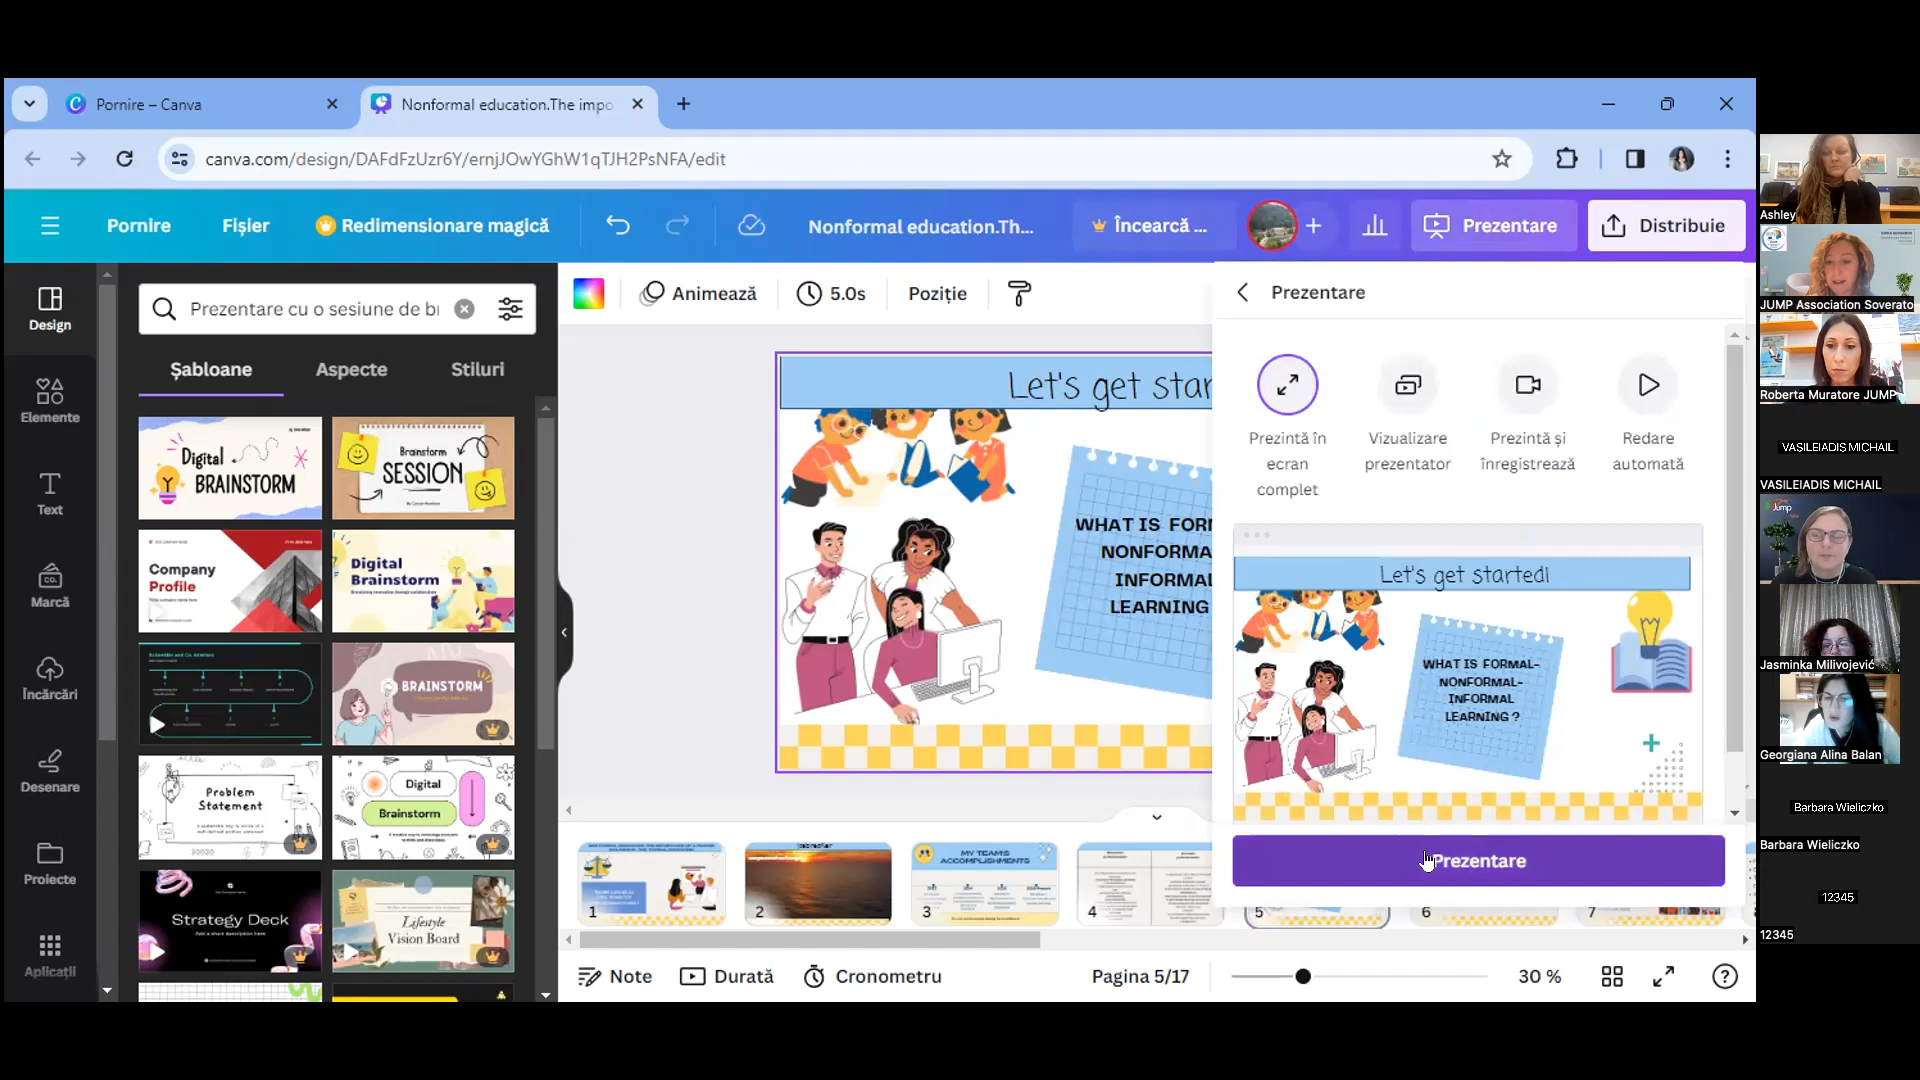 Pornire – Canva
Nonformal education.The impo
canva.com/design/DAFdFzUzr6Y/ernjJOwYGhW1qTJH2PsNFA/edit
Pornire
Fișier
Redimensionare magică
Nonformal education.Th...
Încearcă ...
Prezentare
Distribuie
Design
Elemente
Text
Marcă
Încărcări
Desenare
Proiecte
Aplicații
Prezentare cu o sesiune de br
Șabloane
Aspecte
Stiluri
Digital
BRAINSTORM
Brainstorm
SESSION
Company
Profile
Digital
Brainstorm
BRAINSTORM
Problem
Statement
Digital
Brainstorm
Strategy Deck
Lifestyle
Vision Board
Animează
5.0s
Poziție
Let's get star
WHAT IS FORM
NONFORMA
INFORMAL
LEARNING
Prezentare
Prezintă în
ecran
complet
Vizualizare
prezentator
Prezintă și
înregistrează
Redare
automată
Let's get started!
WHAT IS FORMAL-
NONFORMAL-
INFORMAL
LEARNING ?
Prezentare
1
2
MY TEAM'S
ACCOMPLISHMENTS
3
4
5
6
7
Note
Durată
Cronometru
Pagina 5/17
30 %
Ashley
JUMP Association Soverato
Roberta Muratore JUMP
VASILEIADIS MICHAIL
VASILEIADIS MICHAIL
Jump
Jasminka Milivojević
Georgiana Alina Balan
Barbara Wieliczko
Barbara Wieliczko
12345
12345